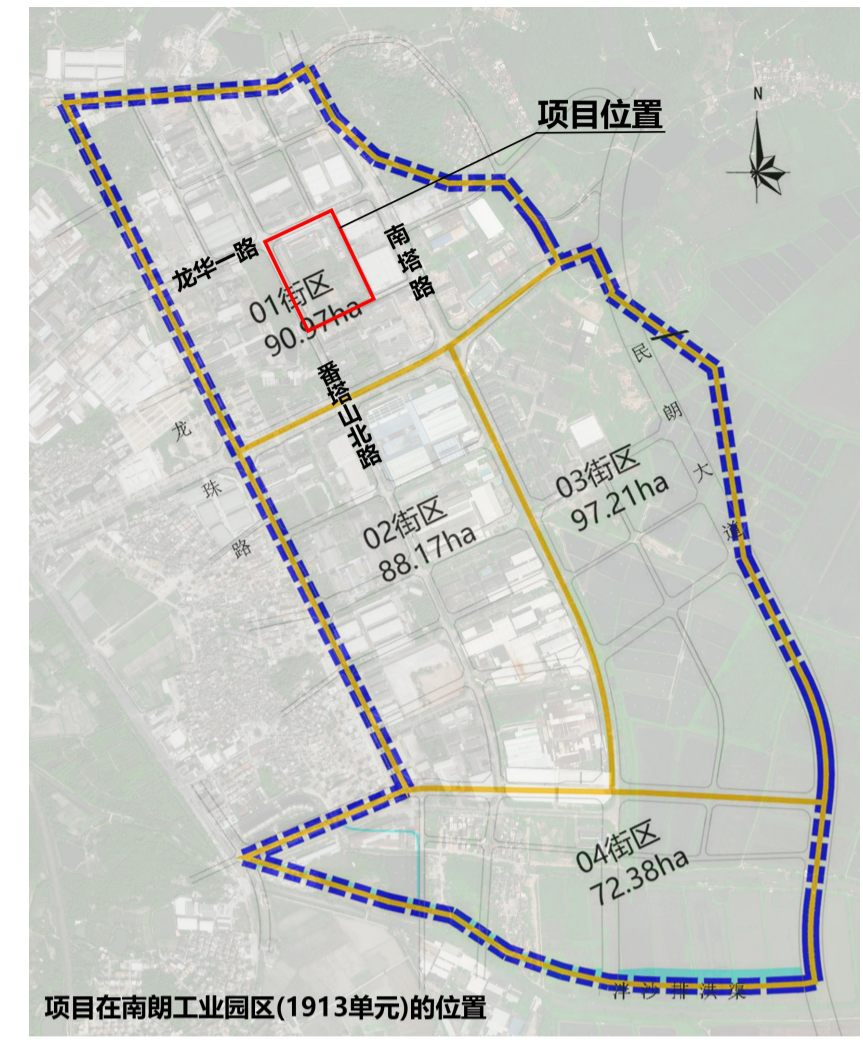 N
项目位置
南塔路
龙华一路
01街区
90.97ha
番塔山北路
民朗大道
龙珠路
03街区
97.21ha
02街区
88.17ha
04街区
72.38ha
洋沙排洪渠
项目在南朗工业园区(1913单元)的位置